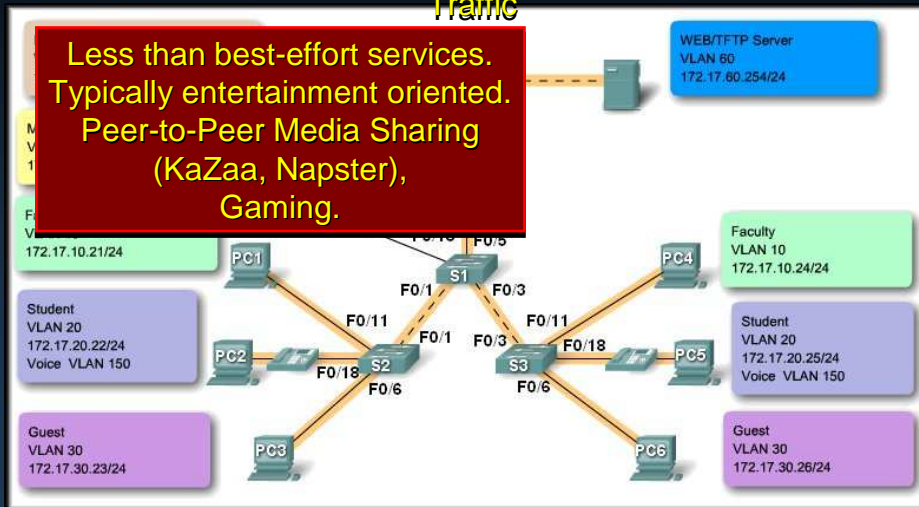 Traffic
Less than best-effort services.
Typically entertainment oriented.
Peer-to-Peer Media Sharing
(KaZaa, Napster),
Gaming.
WEB/TFTP Server
VLAN 60
172.17.60.254/24
172.17.10.21/24
Student
VLAN 20
172.17.20.22/24
Voice VLAN 150
Guest
VLAN 30
172.17.30.23/24
PC1
PC2
PC3
F0/5
S1
F0/1
F0/3
F0/11
F0/1
F0/18
S2
F0/6
F0/3
F0/11
F0/18
S3
F0/6
PC4
PC5
PC6
Faculty
VLAN 10
172.17.10.24/24
Student
VLAN 20
172.17.20.25/24
Voice VLAN 150
Guest
VLAN 30
172.17.30.26/24